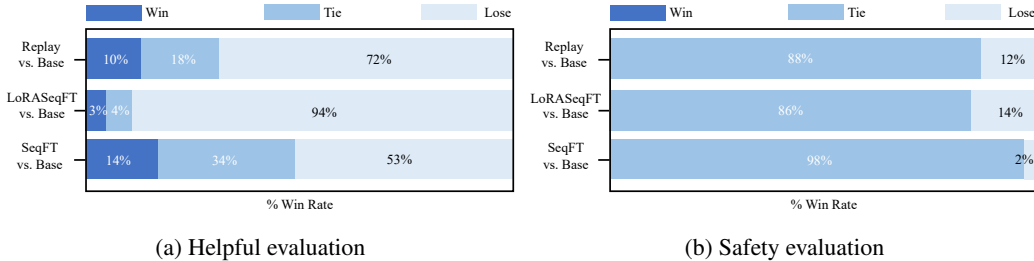 Win Tie Lose
Replay
vs. Base
10% 18% 72%
LoRASeqFT
vs. Base
3% 4% 94%
SeqFT
vs. Base
14% 34% 53%
% Win Rate
(a) Helpful evaluation
Win Tie Lose
Replay
vs. Base
88% 12%
LoRASeqFT
vs. Base
86% 14%
SeqFT
vs. Base
98% 2%
% Win Rate
(b) Safety evaluation